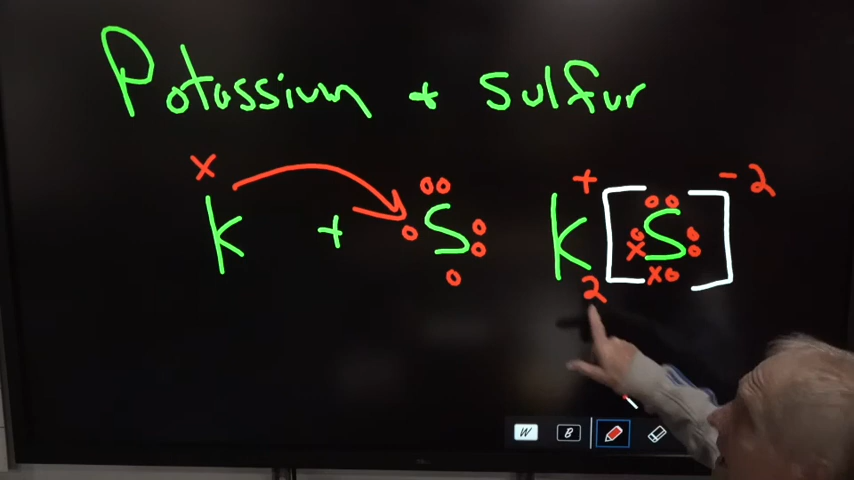 Potassium + sulfur
x K + S K + 2 [ x S x ] - 2
W B